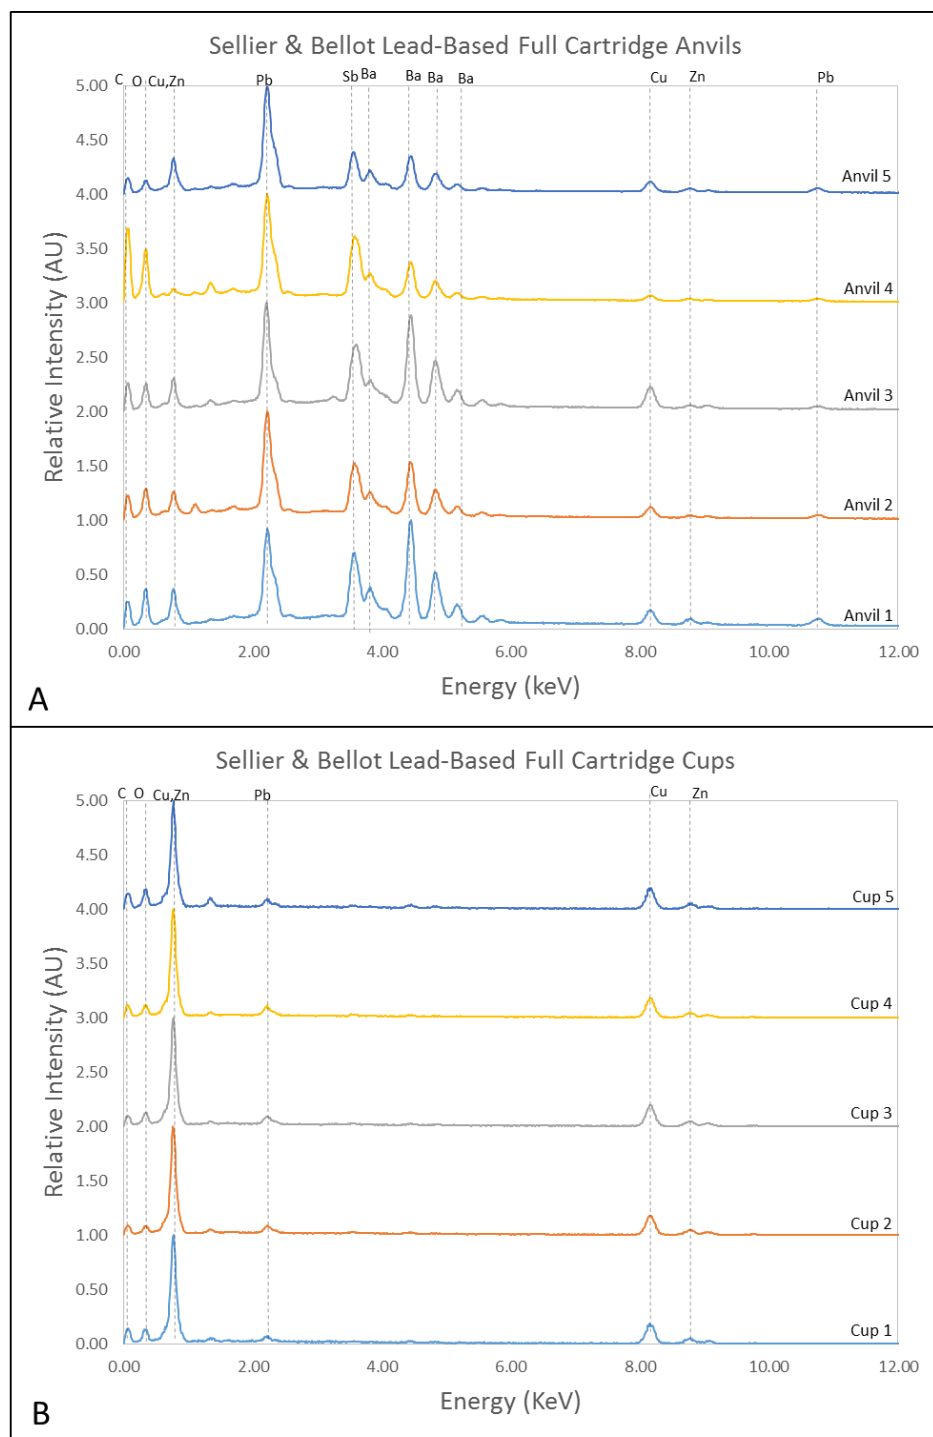 Sellier & Bellot Lead-Based Full Cartridge Anvils
C O Cu,Zn Pb Sb Ba Ba Ba Ba Cu Zn Pb
5.00
4.50
4.00
3.50
3.00
2.50
2.00
1.50
1.00
0.50
0.00
Relative Intensity (AU)
Anvil 5
Anvil 4
Anvil 3
Anvil 2
Anvil 1
0.00 2.00 4.00 6.00 8.00 10.00 12.00
Energy (keV)
A
Sellier & Bellot Lead-Based Full Cartridge Cups
C O Cu,Zn Pb Cu Zn
5.00
4.50
4.00
3.50
3.00
2.50
2.00
1.50
1.00
0.50
0.00
Relative Intensity (AU)
Cup 5
Cup 4
Cup 3
Cup 2
Cup 1
0.00 2.00 4.00 6.00 8.00 10.00 12.00
Energy (KeV)
B